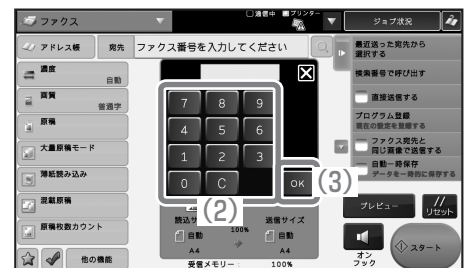 ファクス
通信中
プリンター
ジョブ状況
アドレス帳
宛先
ファクス番号を入力してください
最近送った宛先から
選択する
検索番号で呼び出す
直接送信する
プログラム登録
現在の設定を登録する
ファクス宛先と
同じ画像で送信する
自動一時保存
データを一時的に保存する
濃度
自動
画質
普通字
原稿
大量原稿モード
薄紙読み込み
混載原稿
原稿枚数カウント
他の機能
7 8 9
4 5 6
1 2 3
0 C
OK
(2)
(3)
読込サ
送信サイズ
自動
100%
自動
A4
A4
受信メモリー: 100%
プレビュー
リセット
オン
フック
スタート